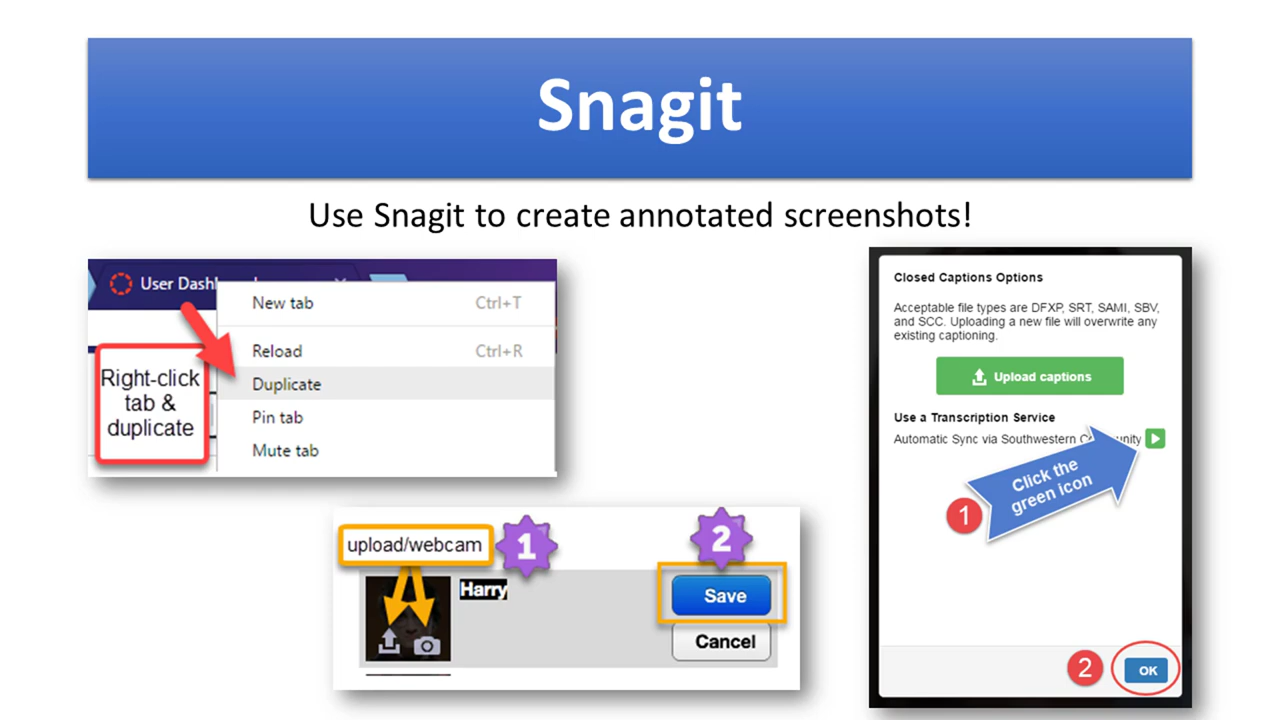 Snagit
Use Snagit to create annotated screenshots!
User Dash
New tab Ctrl+T
Reload Ctrl+R
Duplicate
Pin tab
Mute tab
Right-click
tab &
duplicate
upload/webcam
1
2
Harry
Save
Cancel
Closed Captions Options
Acceptable file types are DFXP, SRT, SAMI, SBV,
and SCC. Uploading a new file will overwrite any
existing captioning.
Upload captions
Use a Transcription Service
Automatic Sync via Southwestern
Click the
green icon
1
2
OK